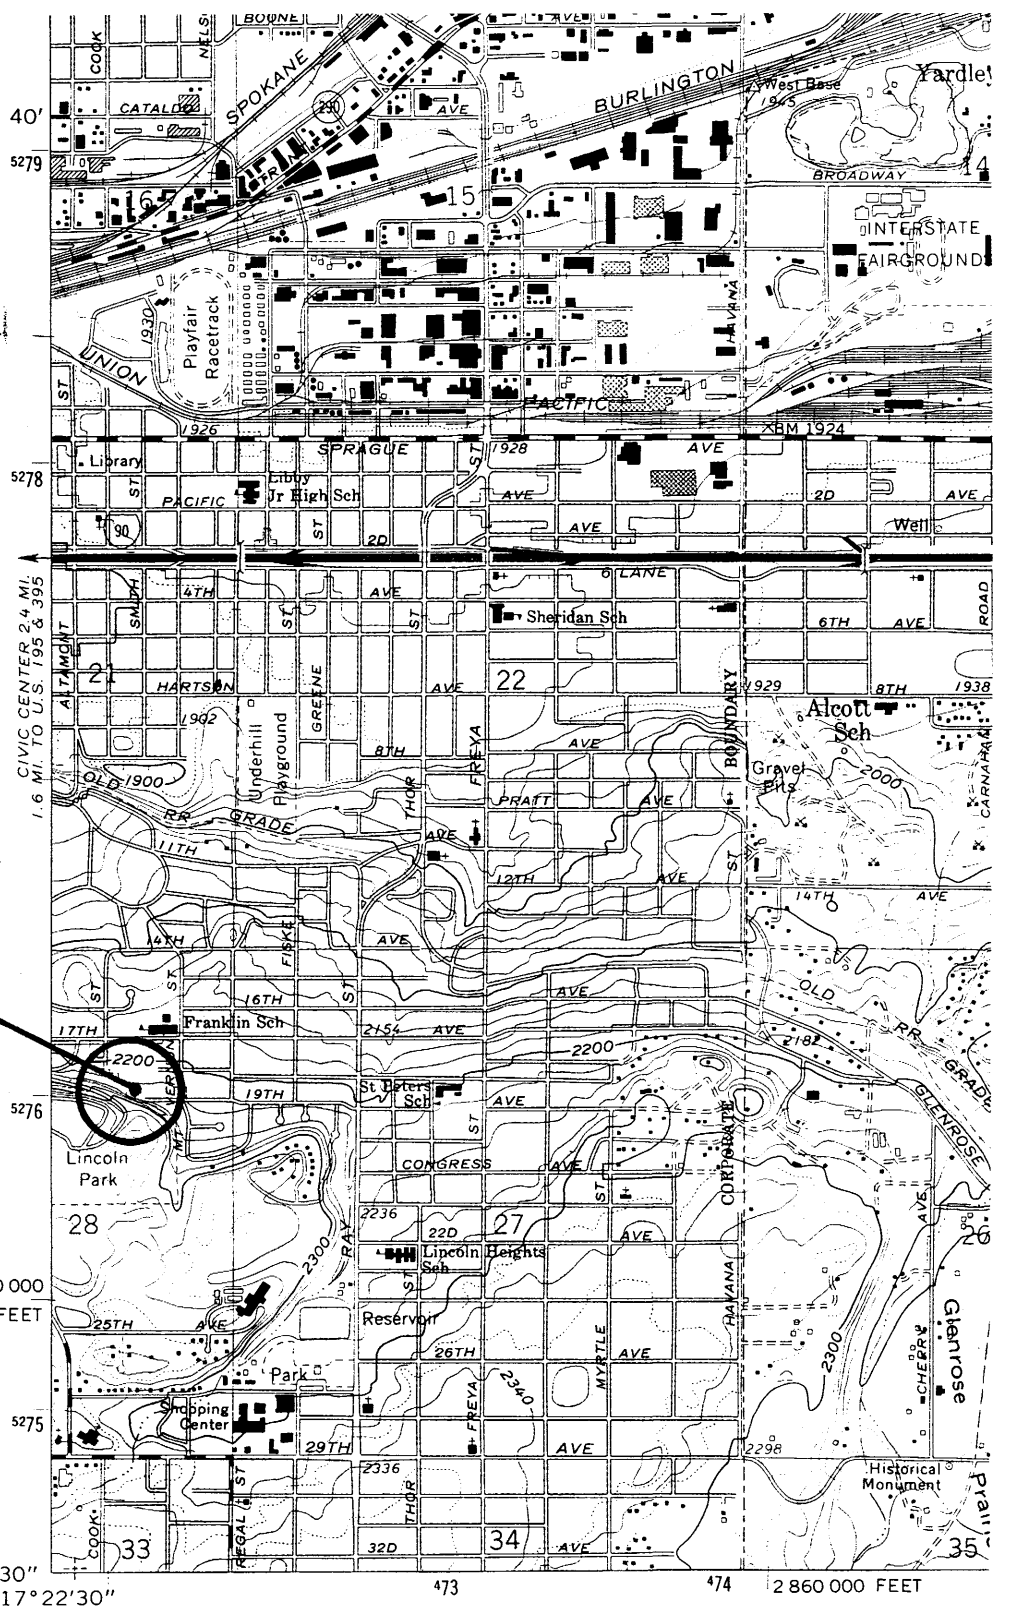 BOONE
AVE
COOK
NELS
SPOKANE
BURLINGTON
Yardley
West Base
1945
CATALDO
290
AVE
40'
5279
16
15
14
BROADWAY
INTERSTATE
FAIRGROUNDS
HAVANA
1930
Playfair
Racetrack
UNION
ST
PACIFIC
1926
BM 1924
SPRAGUE
ST
1928
AVE
Library
5278
ST
PACIFIC
Libby
Jr High Sch
AVE
2D
AVE
90
ST
2D
AVE
Well
6 LANE
CIVIC CENTER 2.4 MI.
1.6 MI. TO U.S. 195 & 395
SMITH
4TH
ST
AVE
ST
Sheridan Sch
6TH
AVE
ROAD
ALTAMONT
21
HARTSON
GREENE
AVE
22
BOUNDARY
1929
8TH
1938
1902
Underhill
Playground
8TH
FREYA
AVE
Alcott
Sch
OLD
1900
RR
GRADE
THOR
PRATT
AVE
Gravel
Pits
2000
CARNAHAN
11TH
AVE
12TH
AVE
ST
14TH
AVE
14TH
FISKE
AVE
ST
ST
16TH
ST
AVE
OLD
17TH
Franklin Sch
2154
AVE
2182
RR
GRADE
2200
2200
5276
19TH
St Peters
Sch
AVE
ST
GLENROSE
MT
Lincoln
Park
CONGRESS
AVE
CORPORATE
28
2236
22D
27
ST
AVE
AVE
26
RAY
2300
Lincoln Heights
Sch
ST
0 000
FEET
25TH
AVE
Reservoir
HAVANA
Glenrose
26TH
MYRTLE
AVE
2300
CHERRY
Park
2340
5275
Shopping
Center
FREYA
29TH
AVE
2298
2336
Historical
Monument
Prairie
COOK
33
REGAL
ST
THOR
32D
34
AVE
35
30"
17°22'30"
473
474
2 860 000 FEET